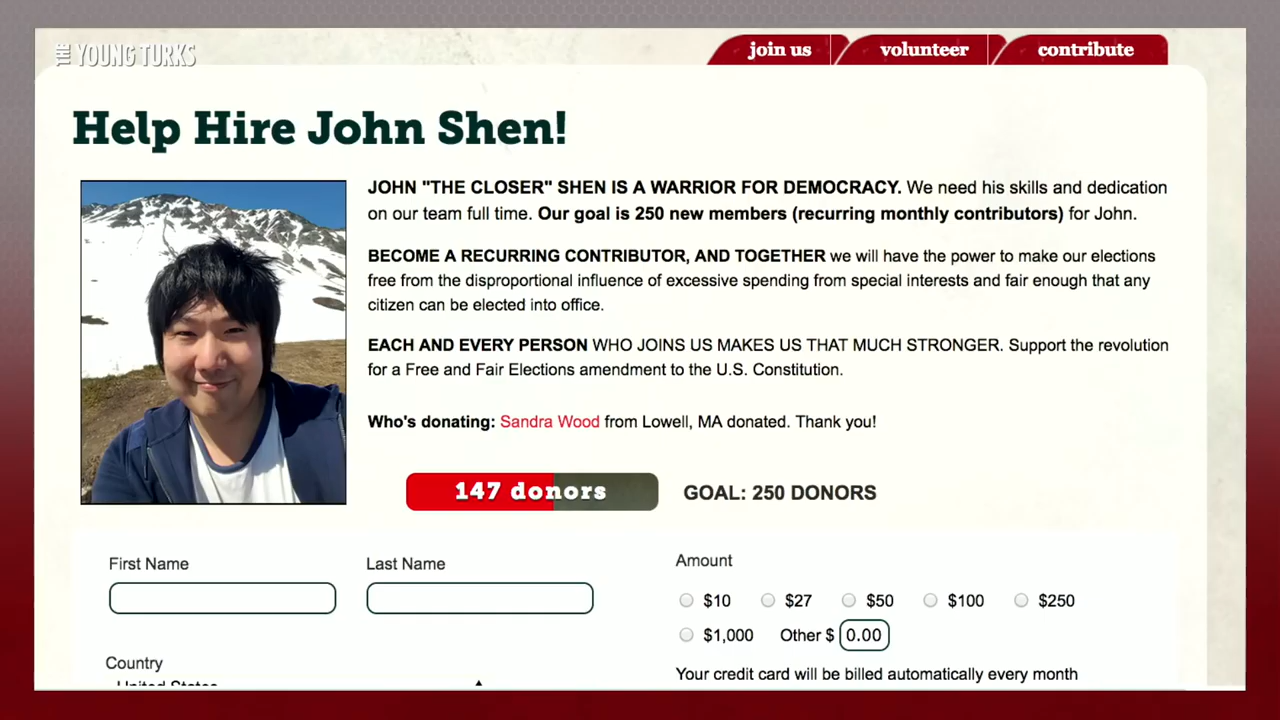 THE YOUNG TURKS
join us
volunteer
contribute
Help Hire John Shen!
JOHN "THE CLOSER" SHEN IS A WARRIOR FOR DEMOCRACY. We need his skills and dedication
on our team full time. Our goal is 250 new members (recurring monthly contributors) for John.
BECOME A RECURRING CONTRIBUTOR, AND TOGETHER we will have the power to make our elections
free from the disproportional influence of excessive spending from special interests and fair enough that any
citizen can be elected into office.
EACH AND EVERY PERSON WHO JOINS US MAKES US THAT MUCH STRONGER. Support the revolution
for a Free and Fair Elections amendment to the U.S. Constitution.
Who's donating: Sandra Wood from Lowell, MA donated. Thank you!
147 donors
GOAL: 250 DONORS
First Name
Last Name
Amount
$10
$27
$50
$100
$250
$1,000
Other $ 0.00
Country
United States
Your credit card will be billed automatically every month